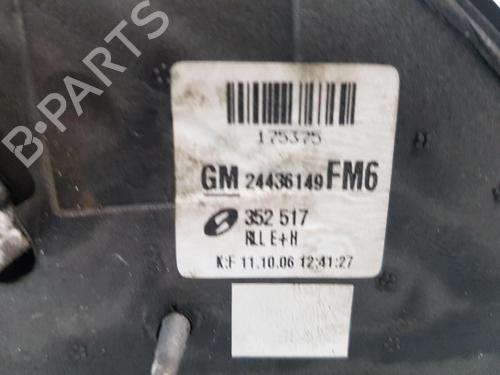 175375
GM 24436149 FM6
352 517
RLL E+H
K:F 11.10.06 12:41:27
B-PARTS